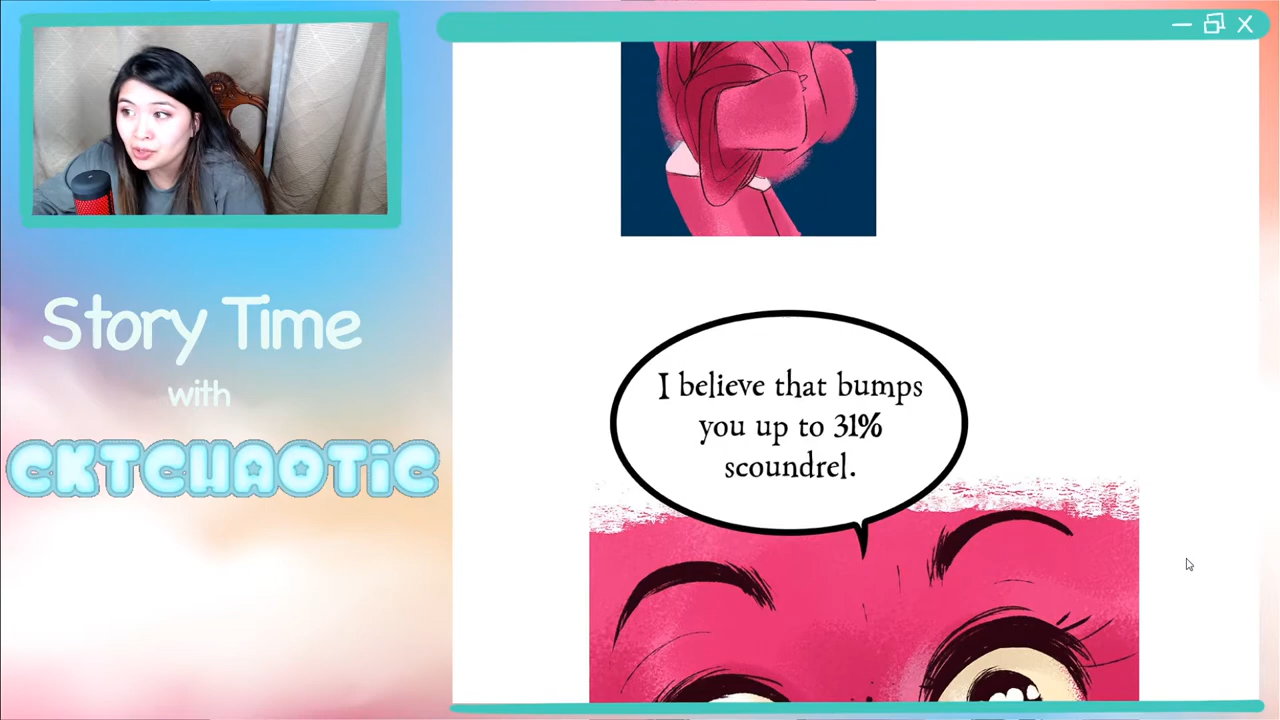 Story Time
with
CKTCHAOTIC
I believe that bumps
you up to 31%
scoundrel.